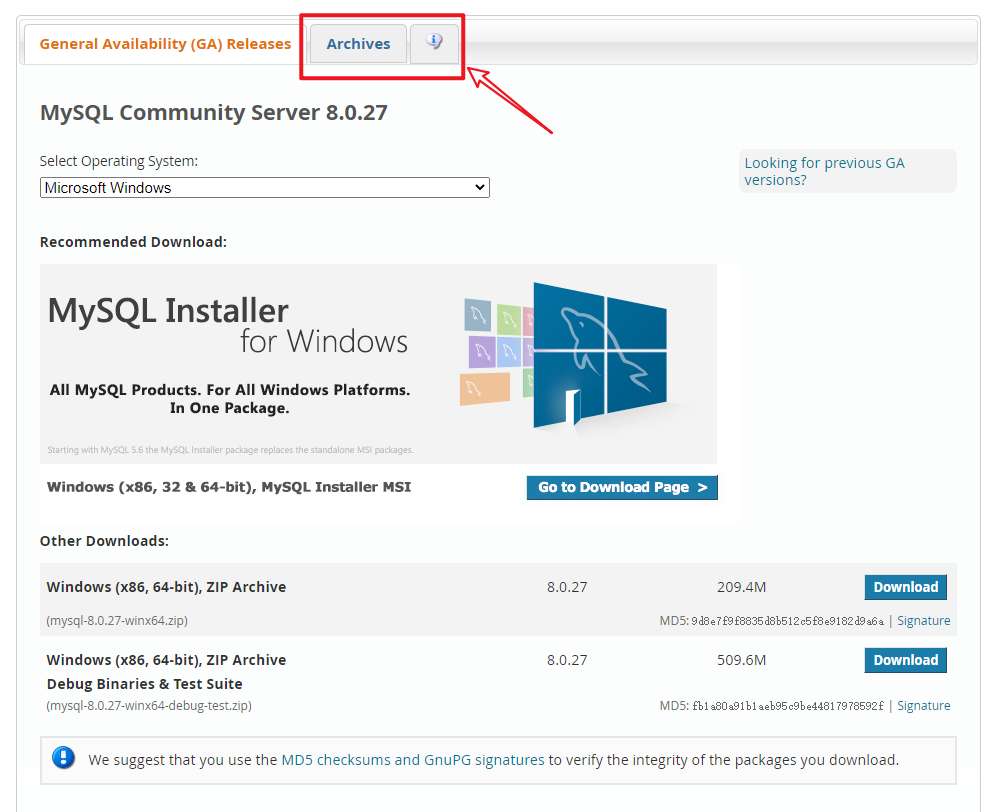 General Availability (GA) Releases
Archives
MySQL Community Server 8.0.27
Select Operating System:
Microsoft Windows
Looking for previous GA
versions?
Recommended Download:
MySQL Installer
for Windows
All MySQL Products. For All Windows Platforms.
In One Package.
Starting with MySQL 5.6 the MySQL Installer package replaces the standalone MSI packages.
Windows (x86, 32 & 64-bit), MySQL Installer MSI
Go to Download Page >
Other Downloads:
Windows (x86, 64-bit), ZIP Archive 8.0.27 209.4M Download
(mysql-8.0.27-winx64.zip) MD5: 9d8e7f9f8835d8b512c5f8e9182d9a6a | Signature
Windows (x86, 64-bit), ZIP Archive 8.0.27 509.6M Download
Debug Binaries & Test Suite
(mysql-8.0.27-winx64-debug-test.zip) MD5: fb1a80a91b1aeb95c9be44817978592f | Signature
We suggest that you use the MD5 checksums and GnuPG signatures to verify the integrity of the packages you download.